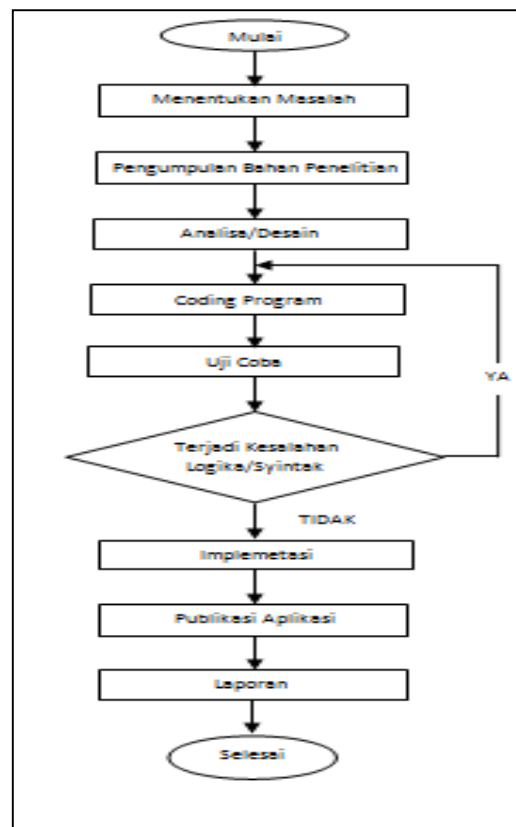 Mulai
Menentukan Masalah
Pengumpulan Bahan Penelitian
Analisa/Desain
Coding Program
Uji Coba
YA
Terjadi Kesalahan
Logika/Syintak
TIDAK
Implemetasi
Publikasi Aplikasi
Laporan
Selesai